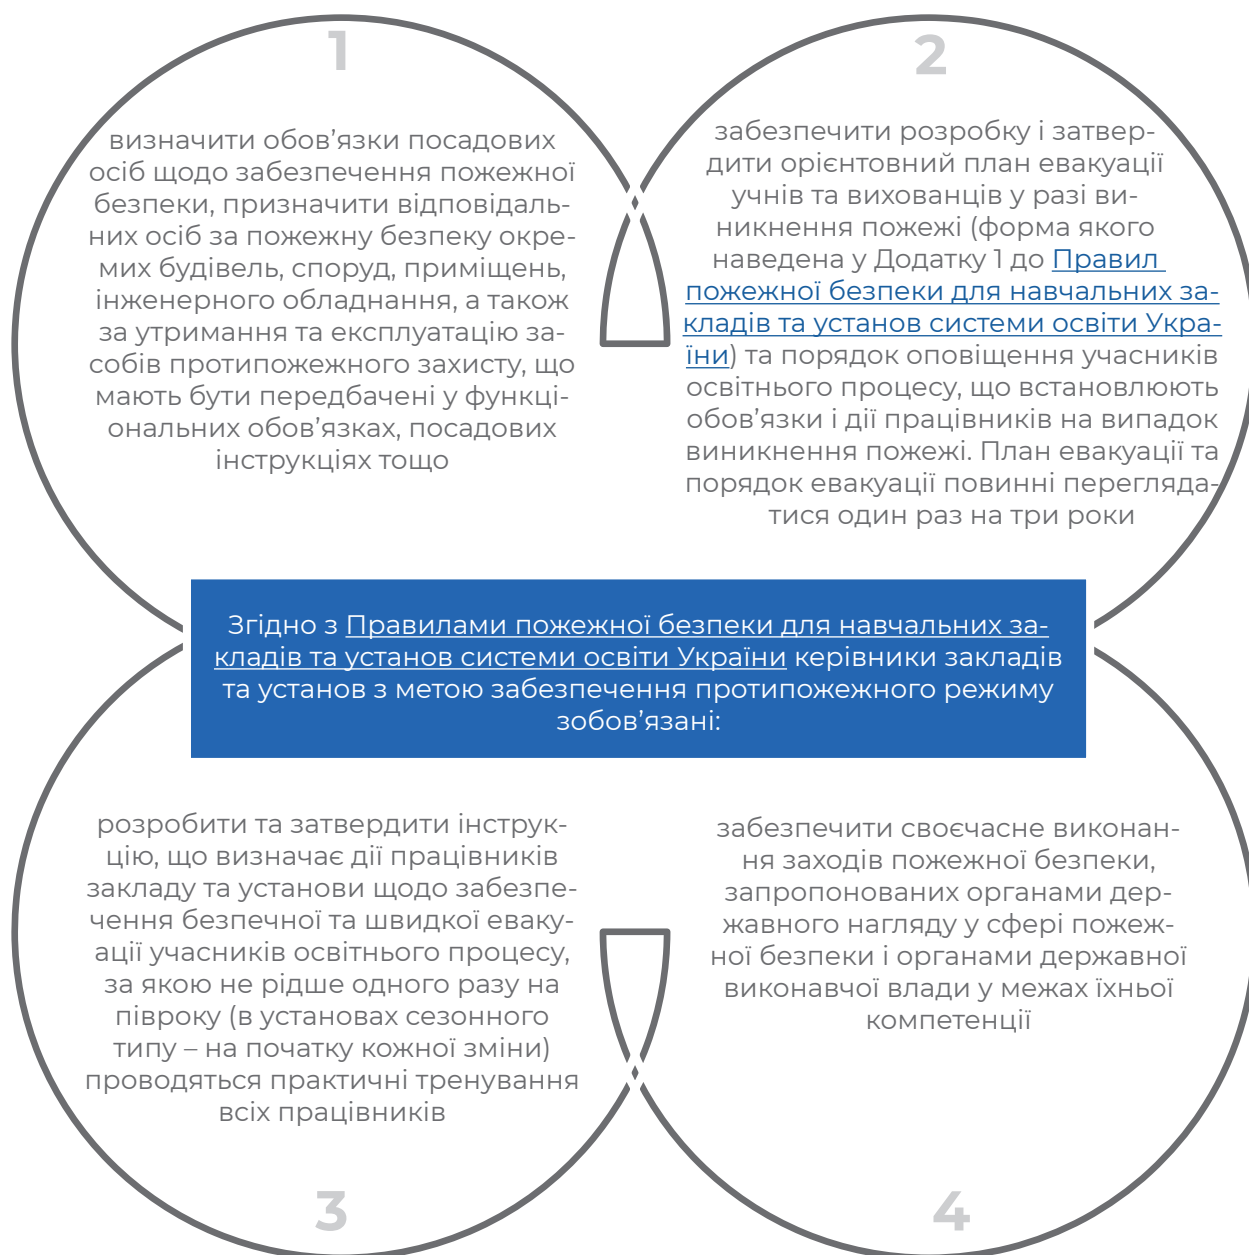 1
визначити обов’язки посадових
осіб щодо забезпечення пожежної
безпеки, призначити відповідаль-
них осіб за пожежну безпеку окре-
мих будівель, споруд, приміщень,
інженерного обладнання, а також
за утримання та експлуатацію за-
собів протипожежного захисту, що
мають бути передбачені у функці-
ональних обов’язках, посадових
інструкціях тощо
2
забезпечити розробку і затвер-
дити орієнтовний план евакуації
учнів та вихованців у разі ви-
никнення пожежі (форма якого
наведена у Додатку 1 до Правил
пожежної безпеки для навчальних за-
кладів та установ системи освіти Укра-
їни) та порядок оповіщення учасників
освітнього процесу, що встановлюють
обов’язки і дії працівників на випадок
виникнення пожежі. План евакуації та
порядок евакуації повинні перегляда-
тися один раз на три роки
Згідно з Правилами пожежної безпеки для навчальних за-
кладів та установ системи освіти України керівники закладів
та установ з метою забезпечення протипожежного режиму
зобов’язані:
розробити та затвердити інструк-
цію, що визначає дії працівників
закладу та установи щодо забезпе-
чення безпечної та швидкої еваку-
ації учасників освітнього процесу,
за якою не рідше одного разу на
півроку (в установах сезонного
типу – на початку кожної зміни)
проводяться практичні тренування
всіх працівників
3
забезпечити своєчасне виконан-
ня заходів пожежної безпеки,
запропонованих органами дер-
жавного нагляду у сфері пожеж-
ної безпеки і органами державної
виконавчої влади у межах їхньої
компетенції
4